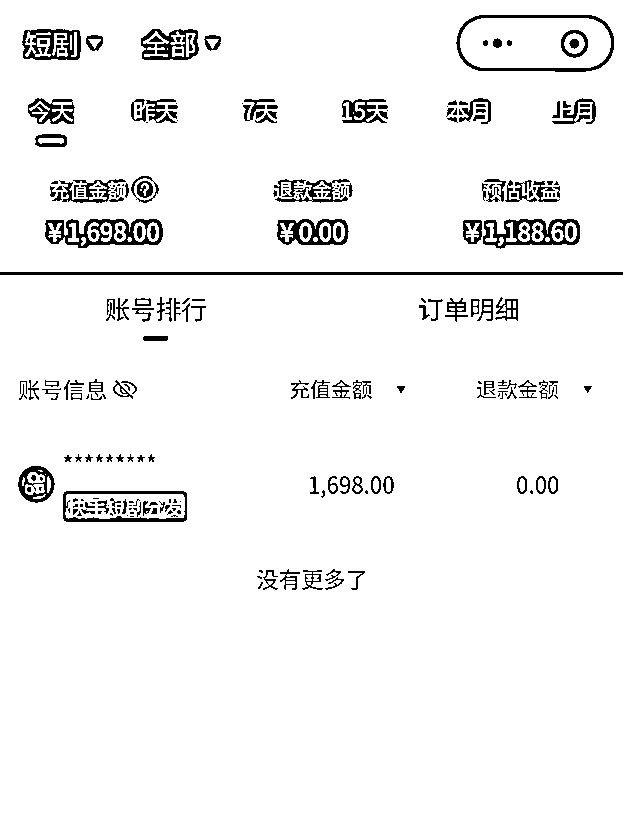 短剧 全部
今天 昨天 7天 15天 本月 上月
充值金额 ? 退款金额 预估收益
¥1,698.00 ¥0.00 ¥1,188.60
账号排行 订单明细
账号信息 充值金额 退款金额
*********
1,698.00 0.00
快手短剧分发
没有更多了